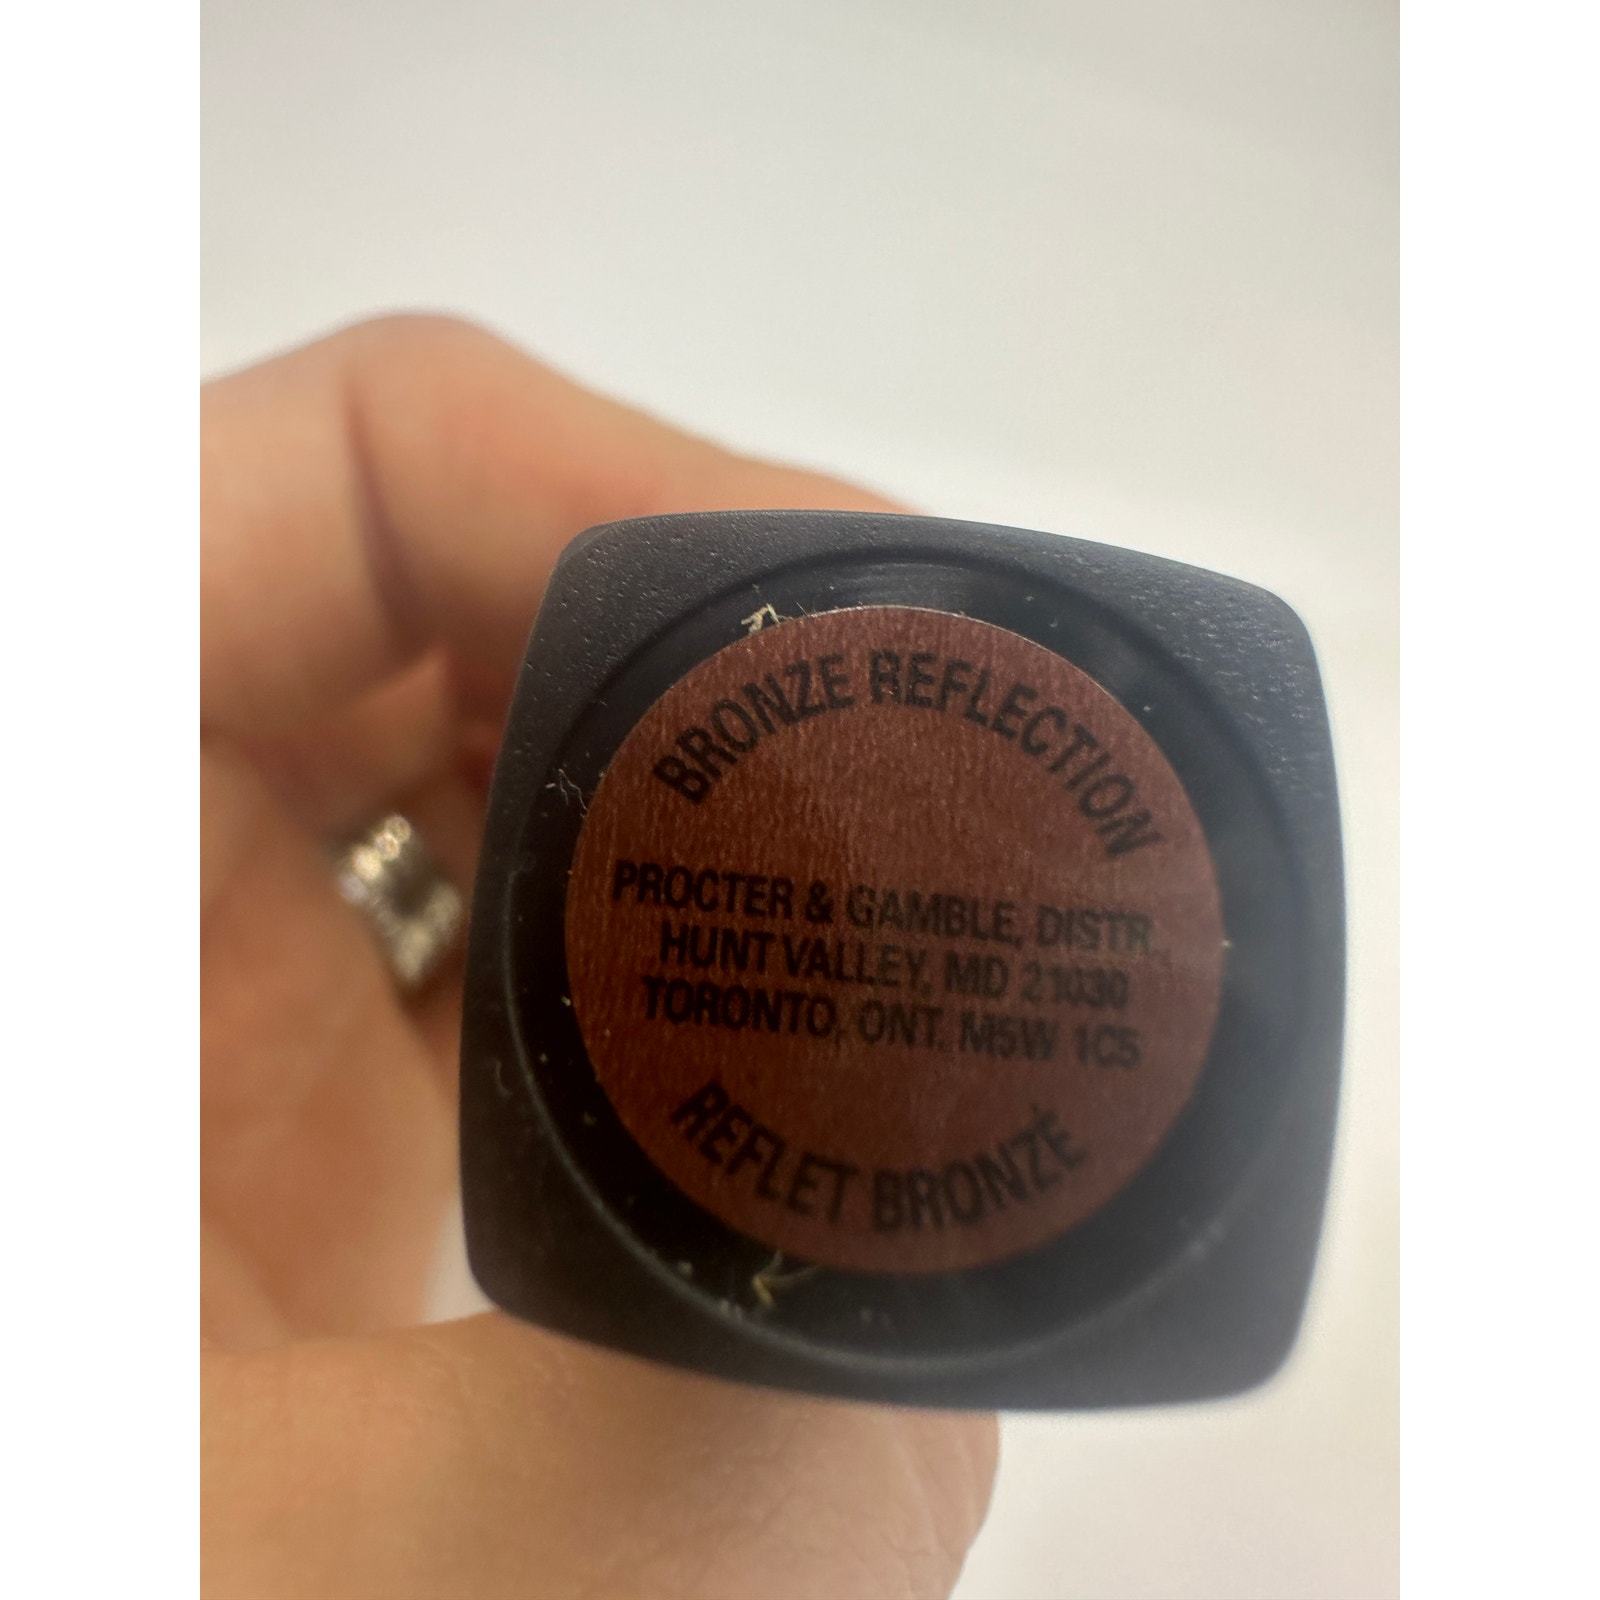 BRONZE REFLECTION
PROCTER & GAMBLE, DISTR.
HUNT VALLEY, MD 21030
TORONTO, ONT. M5W 1C5
REFLET BRONZE